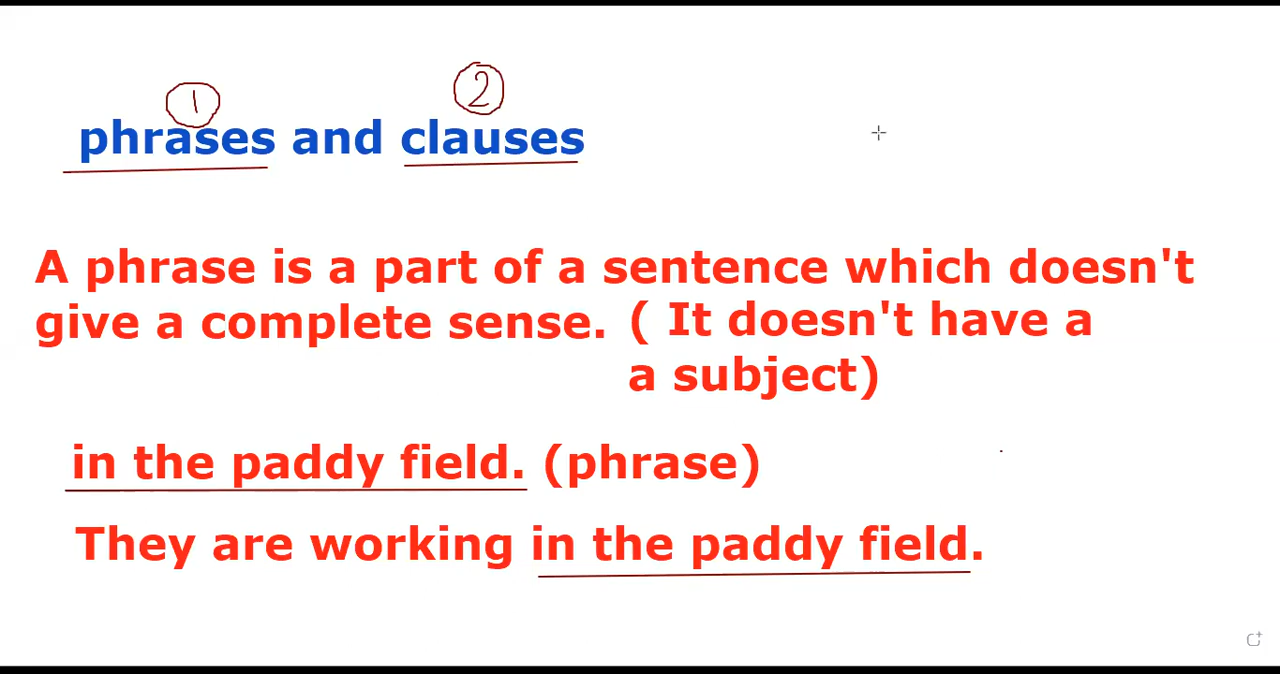 1 2
phrases and clauses
A phrase is a part of a sentence which doesn't
give a complete sense. ( It doesn't have a
a subject)
in the paddy field. (phrase)
They are working in the paddy field.